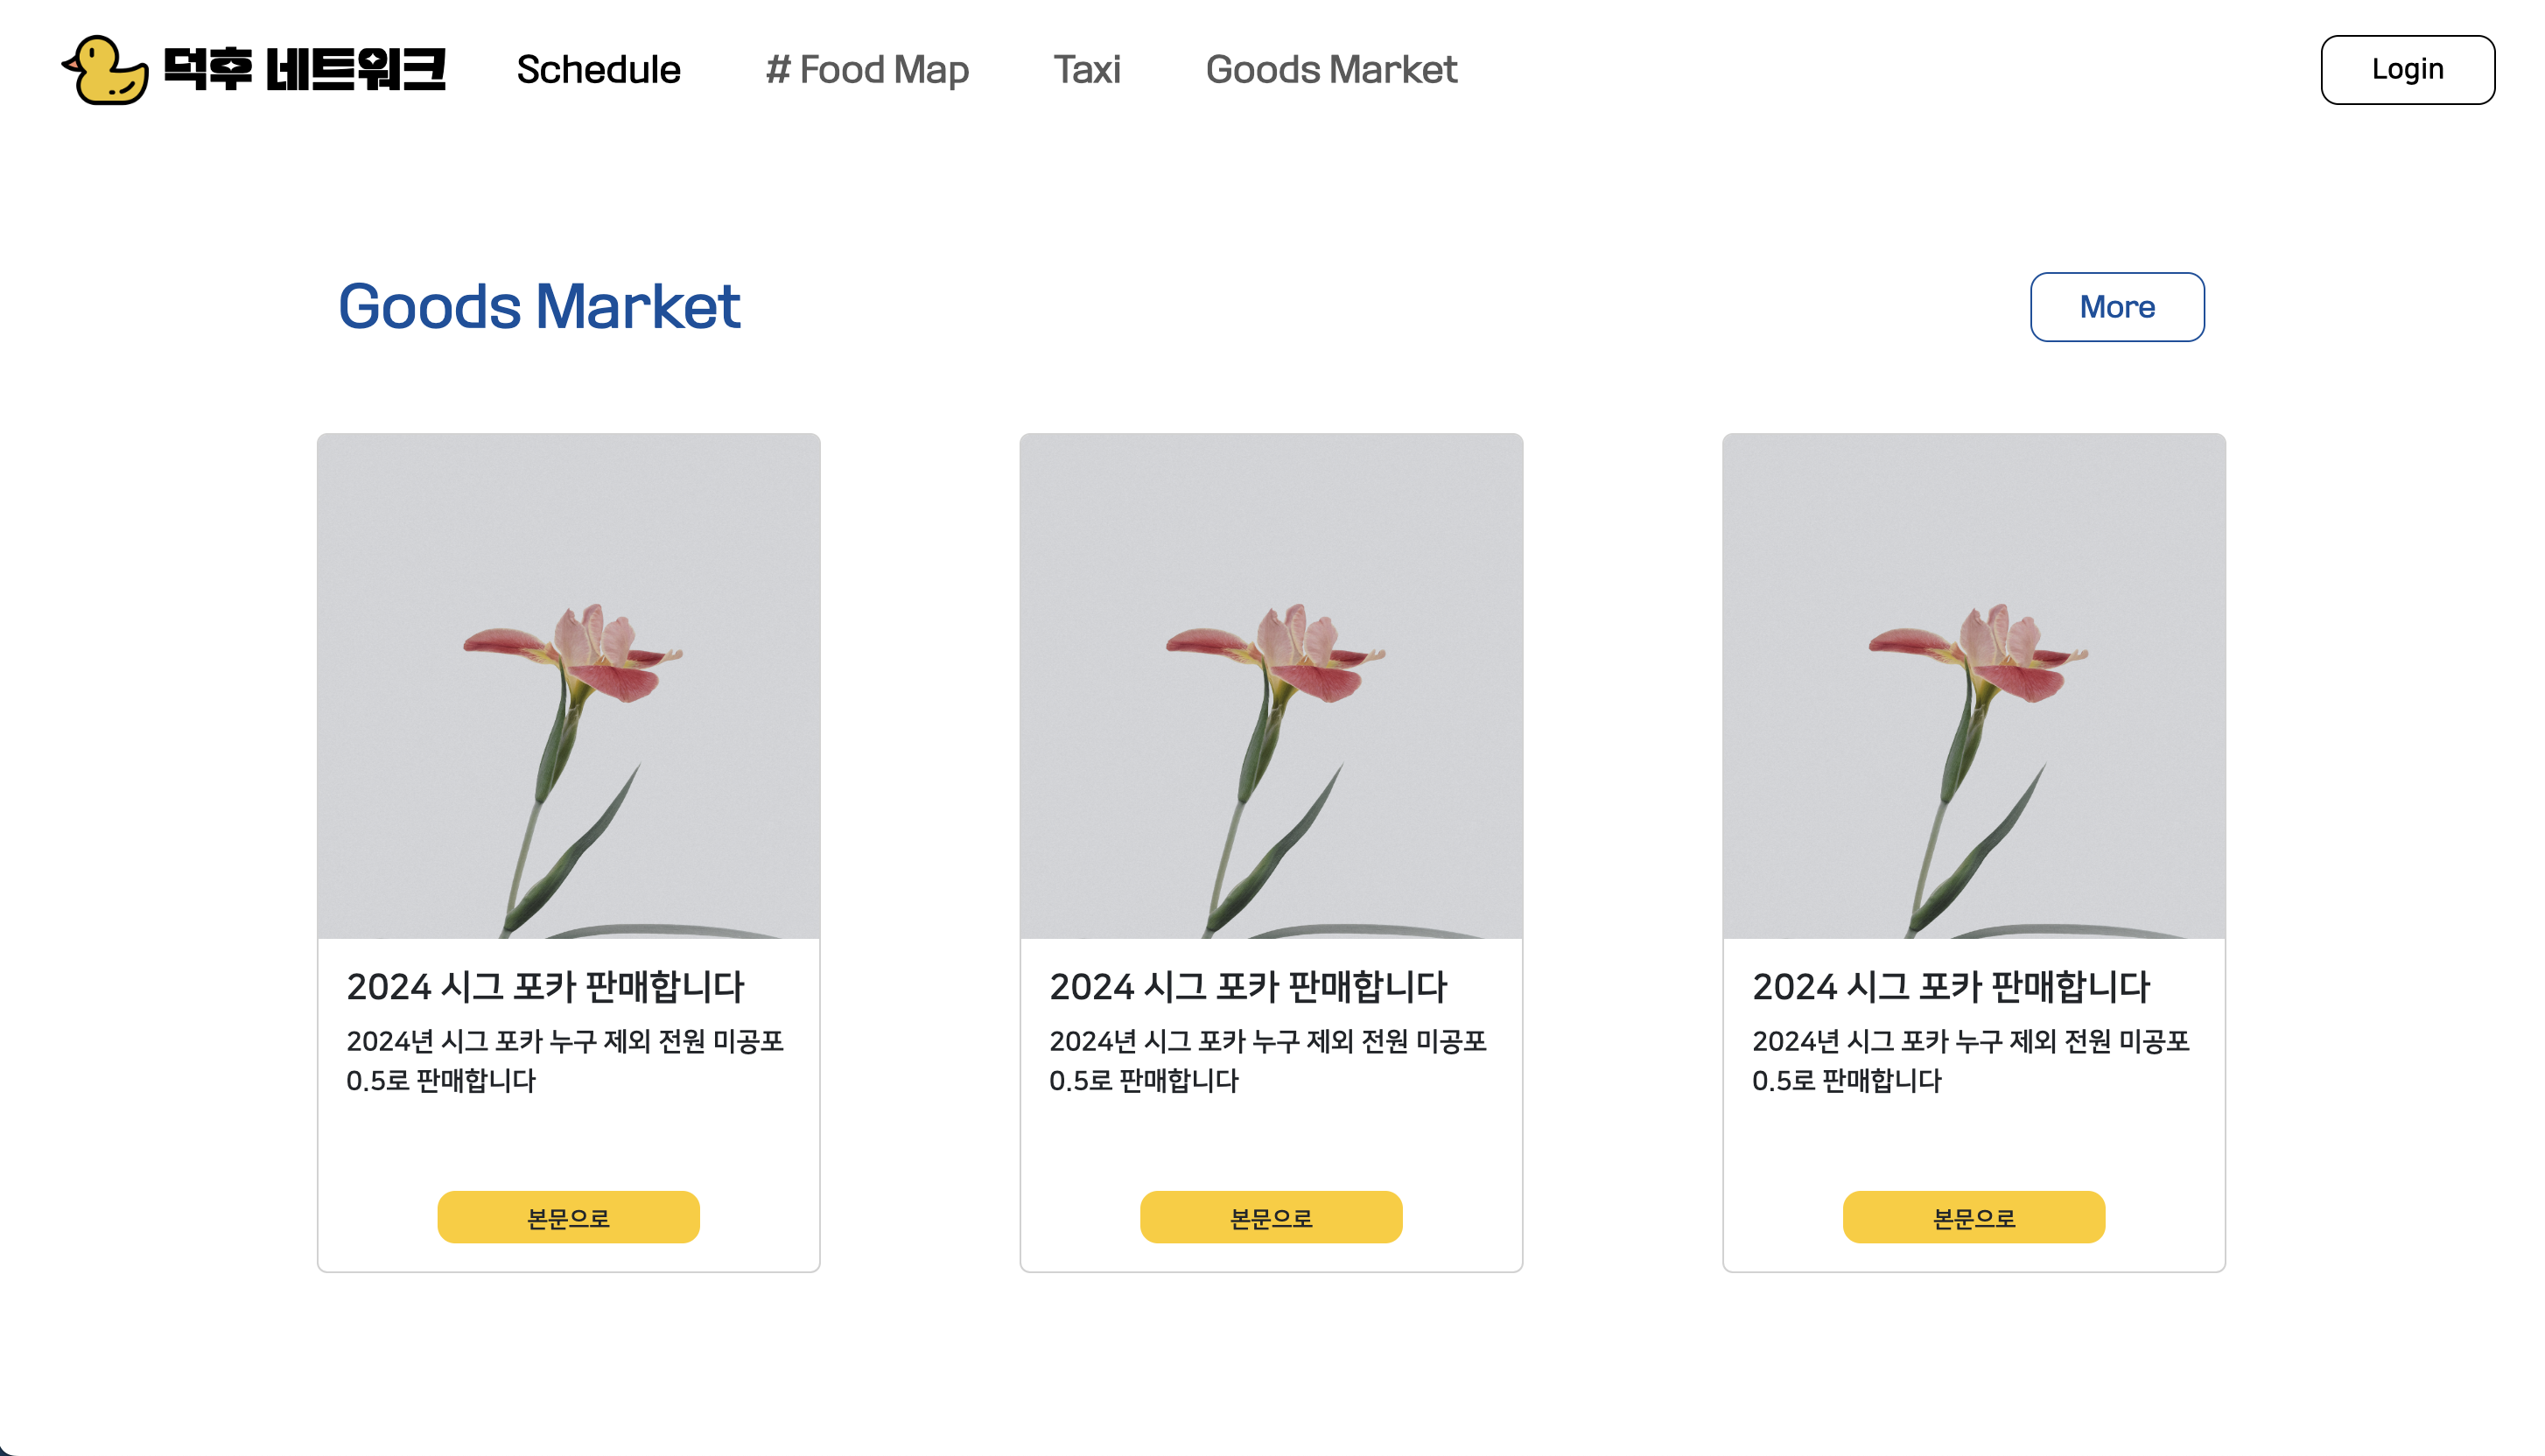 덕후 네트워크
Schedule
# Food Map
Taxi
Goods Market
Login
Goods Market
More
2024 시그 포카 판매합니다
2024년 시그 포카 누구 제외 전원 미공포
0.5로 판매합니다
본문으로
2024 시그 포카 판매합니다
2024년 시그 포카 누구 제외 전원 미공포
0.5로 판매합니다
본문으로
2024 시그 포카 판매합니다
2024년 시그 포카 누구 제외 전원 미공포
0.5로 판매합니다
본문으로